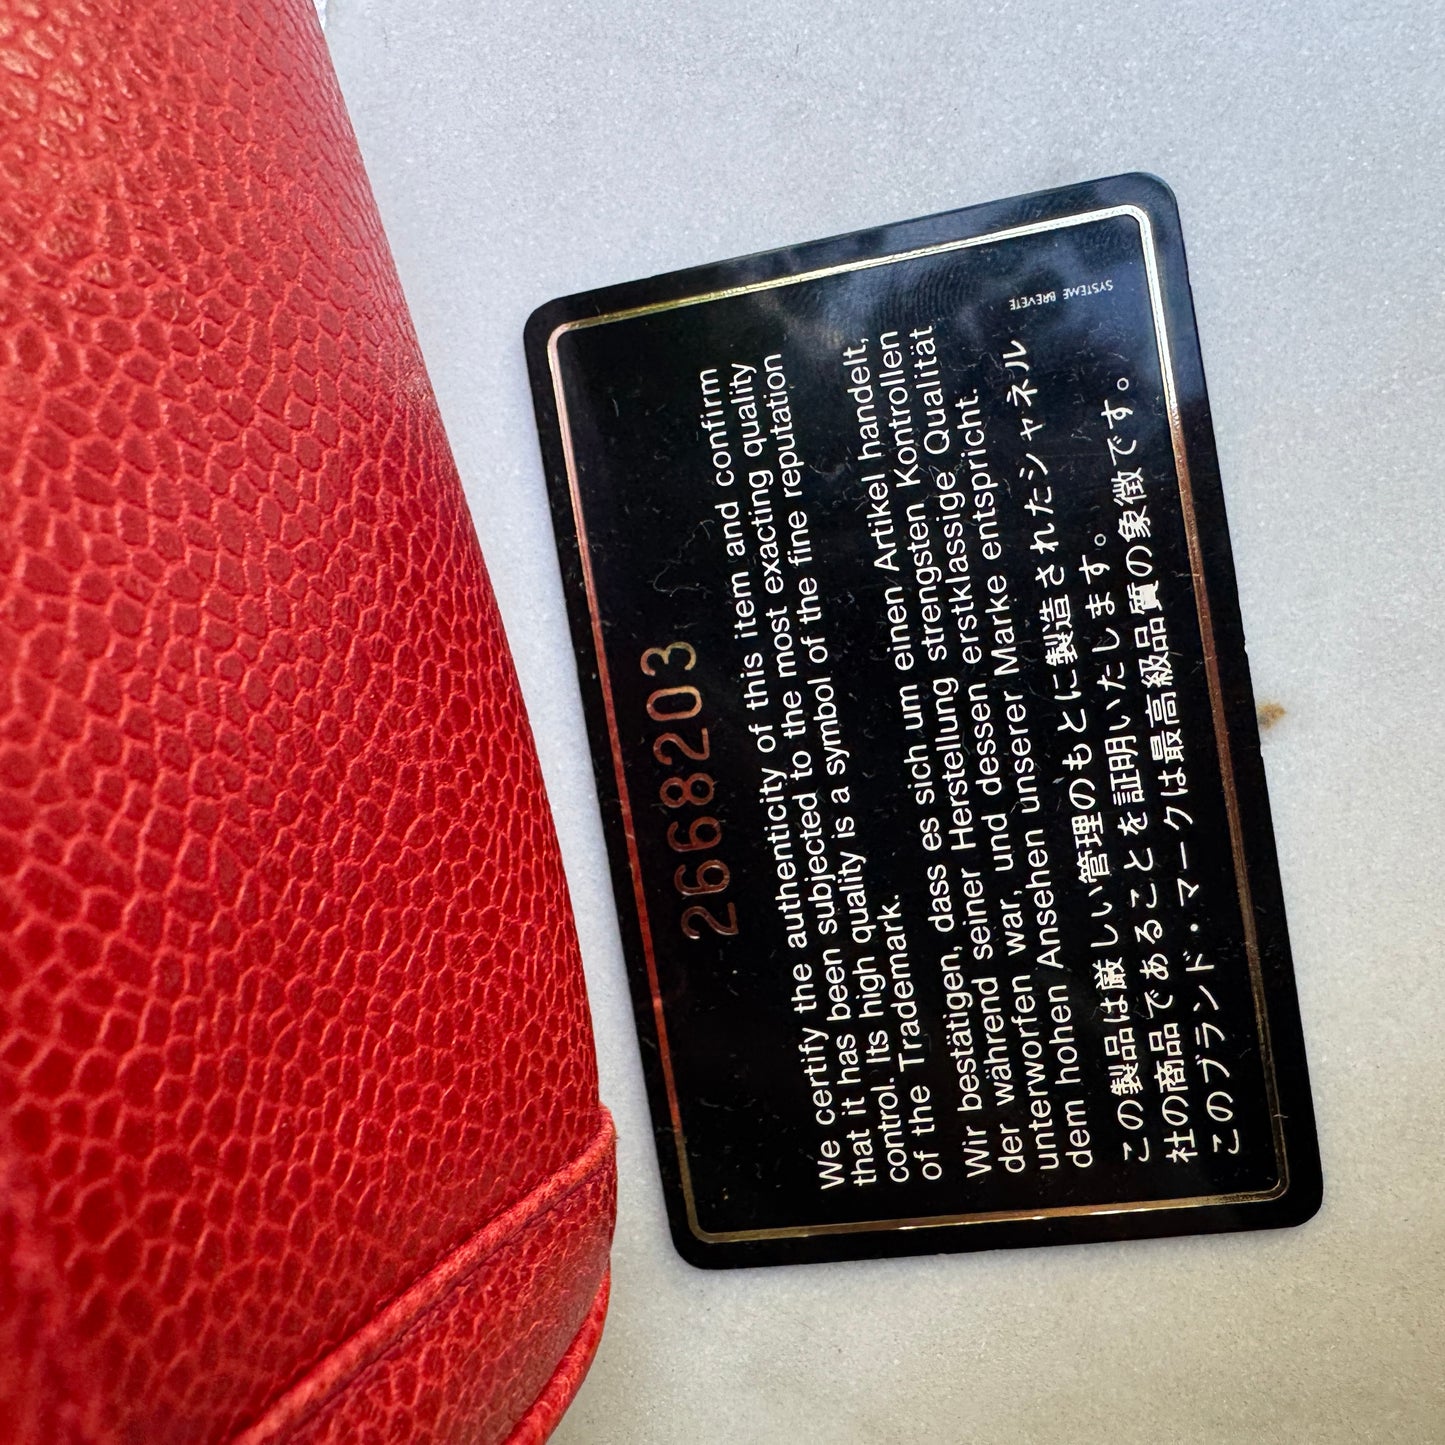 2668203
We certify the authenticity of this item and confirm
that it has been subjected to the most exacting quality
control. Its high quality is a symbol of the fine reputation
of the Trademark.
Wir bestätigen, dass es sich um einen Artikel handelt,
der während seiner Herstellung strengsten Kontrollen
unterworfen war, und dessen erstklassige Qualität
dem hohen Ansehen unserer Marke entspricht.
この製品は厳しい管理のもとに製造されたシャネル
社の商品であることを証明いたします。
このブランド・マークは最高級品質の象徴です。
SYSTEME BREVETE